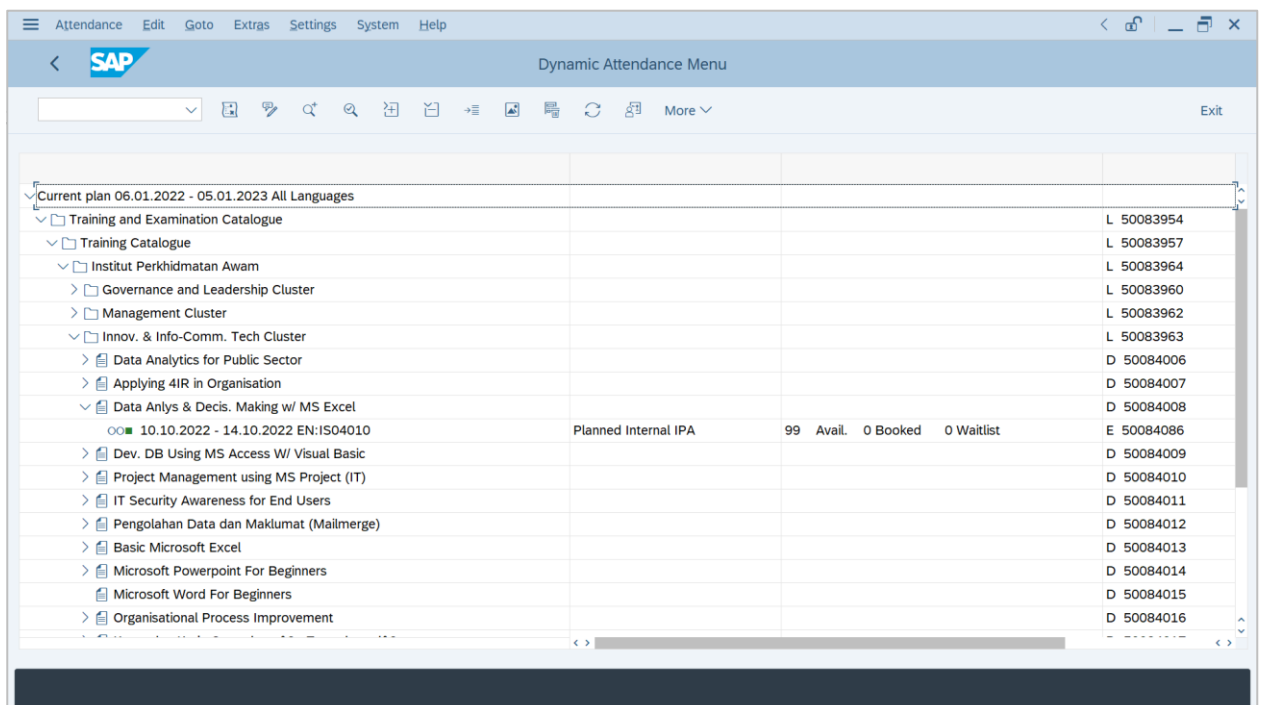 Attendance Edit Goto Extras Settings System Help
SAP Dynamic Attendance Menu
More Exit
Current plan 06.01.2022 - 05.01.2023 All Languages
Training and Examination Catalogue L 50083954
Training Catalogue L 50083957
Institut Perkhidmatan Awam L 50083964
Governance and Leadership Cluster L 50083960
Management Cluster L 50083962
Innov. & Info-Comm. Tech Cluster L 50083963
Data Analytics for Public Sector D 50084006
Applying 4IR in Organisation D 50084007
Data Anlys & Decis. Making w/ MS Excel D 50084008
10.10.2022 - 14.10.2022 EN:IS04010 Planned Internal IPA 99 Avail. 0 Booked 0 Waitlist E 50084086
Dev. DB Using MS Access W/ Visual Basic D 50084009
Project Management using MS Project (IT) D 50084010
IT Security Awareness for End Users D 50084011
Pengolahan Data dan Maklumat (Mailmerge) D 50084012
Basic Microsoft Excel D 50084013
Microsoft Powerpoint For Beginners D 50084014
Microsoft Word For Beginners D 50084015
Organisational Process Improvement D 50084016